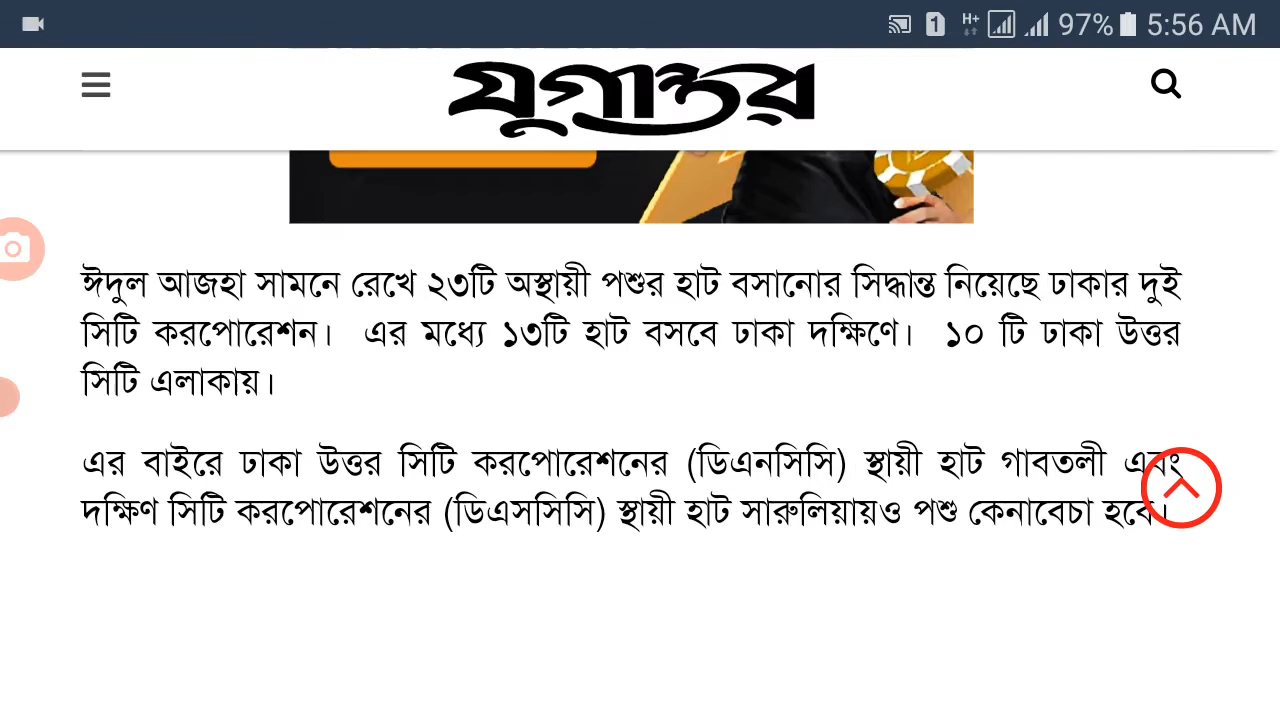 97% 5:56 AM
1 H+
যুগান্তর
ঈদুল আজহা সামনে রেখে ২৩টি অস্থায়ী পশুর হাট বসানোর সিদ্ধান্ত নিয়েছে ঢাকার দুই
সিটি করপোরেশন। এর মধ্যে ১৩টি হাট বসবে ঢাকা দক্ষিণে। ১০ টি ঢাকা উত্তর
সিটি এলাকায়।
এর বাইরে ঢাকা উত্তর সিটি করপোরেশনের (ডিএনসিসি) স্থায়ী হাট গাবতলী এবং
দক্ষিণ সিটি করপোরেশনের (ডিএসসিসি) স্থায়ী হাট সারুলিয়ায়ও পশু কেনাবেচা হবে।